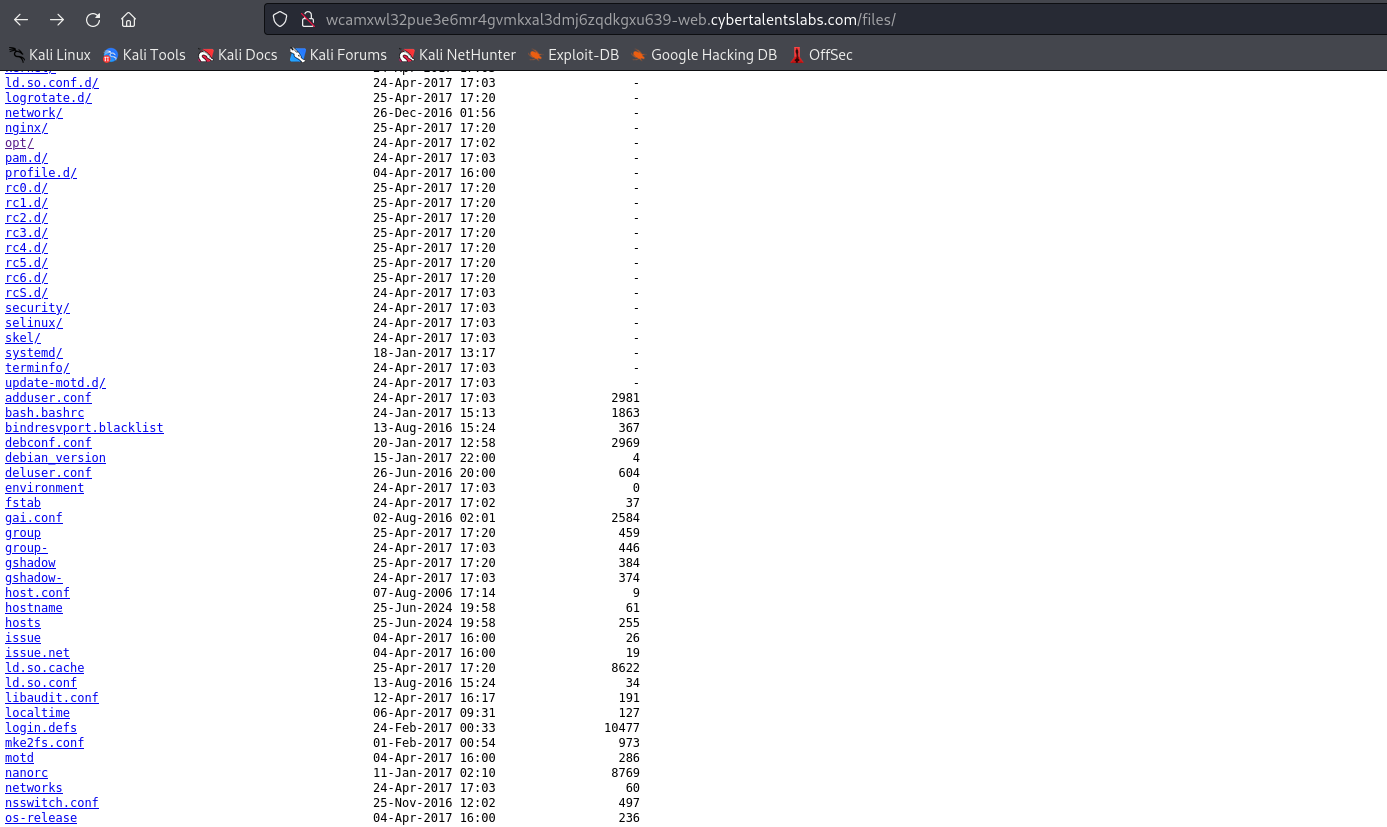 wcamxwl32pue3e6mr4gvmkxal3dmj6zqdkgxu639-web.cybertalentslabs.com/files/
Kali Linux Kali Tools Kali Docs Kali Forums Kali NetHunter Exploit-DB Google Hacking DB OffSec
ld.so.conf.d/ 24-Apr-2017 17:03 -
logrotate.d/ 25-Apr-2017 17:20 -
network/ 26-Dec-2016 01:56 -
nginx/ 25-Apr-2017 17:20 -
opt/ 24-Apr-2017 17:02 -
pam.d/ 24-Apr-2017 17:03 -
profile.d/ 04-Apr-2017 16:00 -
rc0.d/ 25-Apr-2017 17:20 -
rc1.d/ 25-Apr-2017 17:20 -
rc2.d/ 25-Apr-2017 17:20 -
rc3.d/ 25-Apr-2017 17:20 -
rc4.d/ 25-Apr-2017 17:20 -
rc5.d/ 25-Apr-2017 17:20 -
rc6.d/ 25-Apr-2017 17:20 -
rcS.d/ 24-Apr-2017 17:03 -
security/ 24-Apr-2017 17:03 -
selinux/ 24-Apr-2017 17:03 -
skel/ 24-Apr-2017 17:03 -
systemd/ 18-Jan-2017 13:17 -
terminfo/ 24-Apr-2017 17:03 -
update-motd.d/ 24-Apr-2017 17:03 -
adduser.conf 24-Apr-2017 17:03 2981
bash.bashrc 24-Jan-2017 15:13 1863
bindresvport.blacklist 13-Aug-2016 15:24 367
debconf.conf 20-Jan-2017 12:58 2969
debian_version 15-Jan-2017 22:00 4
deluser.conf 26-Jun-2016 20:00 604
environment 24-Apr-2017 17:03 0
fstab 24-Apr-2017 17:02 37
gai.conf 02-Aug-2016 02:01 2584
group 25-Apr-2017 17:20 459
group- 24-Apr-2017 17:03 446
gshadow 25-Apr-2017 17:20 384
gshadow- 24-Apr-2017 17:03 374
host.conf 07-Aug-2006 17:14 9
hostname 25-Jun-2024 19:58 61
hosts 25-Jun-2024 19:58 255
issue 04-Apr-2017 16:00 26
issue.net 04-Apr-2017 16:00 19
ld.so.cache 25-Apr-2017 17:20 8622
ld.so.conf 13-Aug-2016 15:24 34
libaudit.conf 12-Apr-2017 16:17 191
localtime 06-Apr-2017 09:31 127
login.defs 24-Feb-2017 00:33 10477
mke2fs.conf 01-Feb-2017 00:54 973
motd 04-Apr-2017 16:00 286
nanorc 11-Jan-2017 02:10 8769
networks 24-Apr-2017 17:03 60
nsswitch.conf 25-Nov-2016 12:02 497
os-release 04-Apr-2017 16:00 236